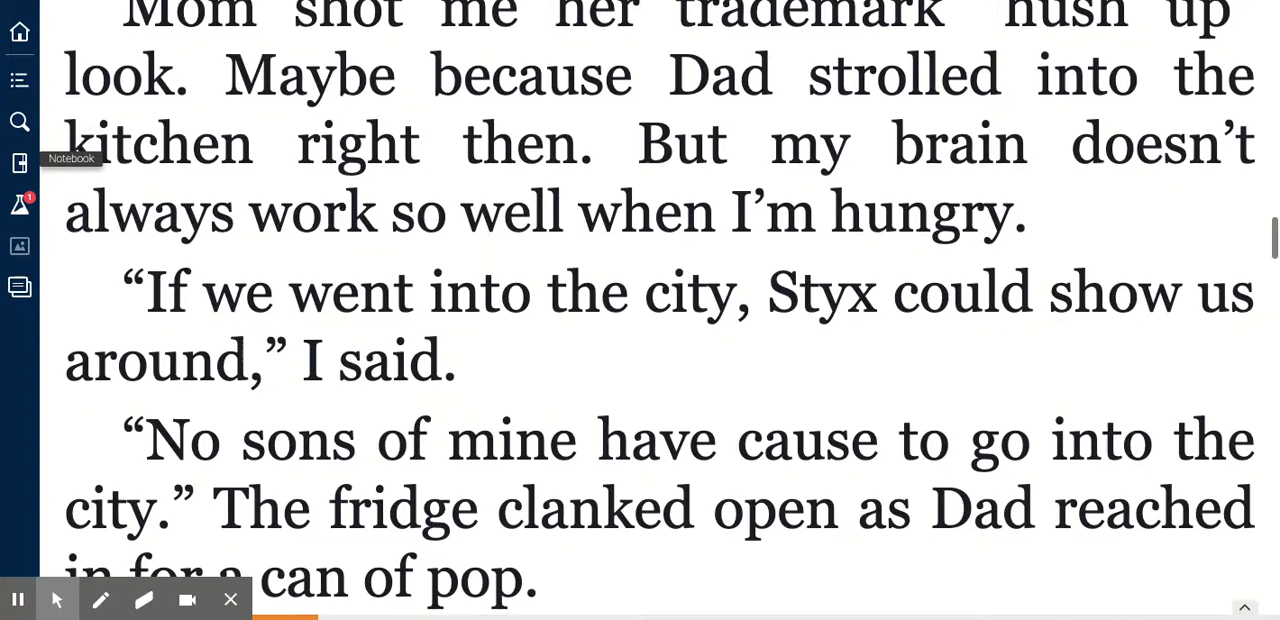 Mom shot me her trademark “hush up”
look. Maybe because Dad strolled into the
kitchen right then. But my brain doesn’t
Notebook
always work so well when I’m hungry.
1
“If we went into the city, Styx could show us
around,” I said.
“No sons of mine have cause to go into the
city.” The fridge clanked open as Dad reached
in for a can of pop.